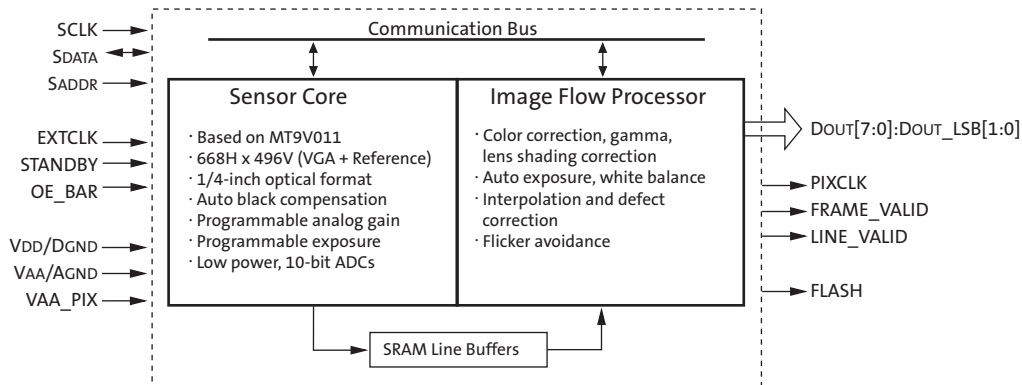 SCLK
SDATA
SADDR
EXTCLK
STANDBY
OE_BAR
VDD/DGND
VAA/AGND
VAA_PIX
Communication Bus
Sensor Core
· Based on MT9V011
· 668H x 496V (VGA + Reference)
· 1/4-inch optical format
· Auto black compensation
· Programmable analog gain
· Programmable exposure
· Low power, 10-bit ADCs
Image Flow Processor
· Color correction, gamma,
lens shading correction
· Auto exposure, white balance
· Interpolation and defect
correction
· Flicker avoidance
SRAM Line Buffers
DOUT[7:0]:DOUT_LSB[1:0]
PIXCLK
FRAME_VALID
LINE_VALID
FLASH